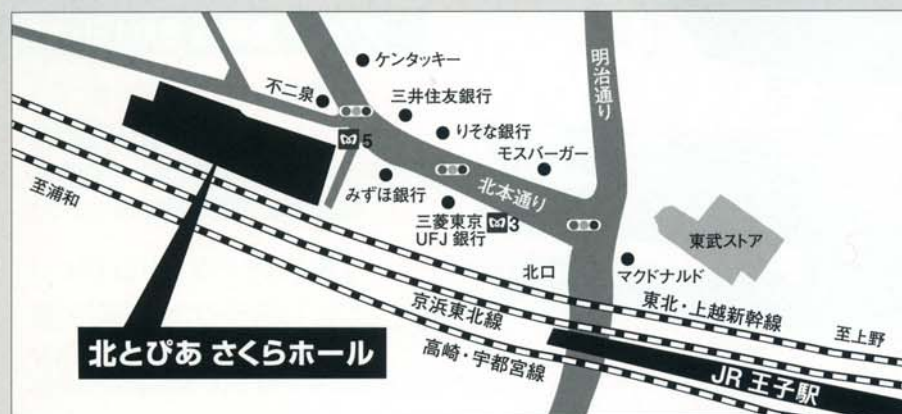 ケンタッキー
明治通り
不二泉
三井住友銀行
りそな銀行
5
モスバーガー
みずほ銀行
北本通り
至浦和
三菱東京
UFJ 銀行
3
東武ストア
北口
マクドナルド
東北・上越新幹線
京浜東北線
至上野
北とぴあ さくらホール
高崎・宇都宮線
JR 王子駅